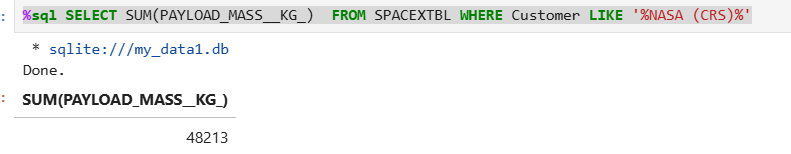 : %sql SELECT SUM(PAYLOAD_MASS__KG_)  FROM SPACEXTBL WHERE Customer LIKE '%NASA (CRS)%'
* sqlite:///my_data1.db
Done.
: SUM(PAYLOAD_MASS__KG_)
48213